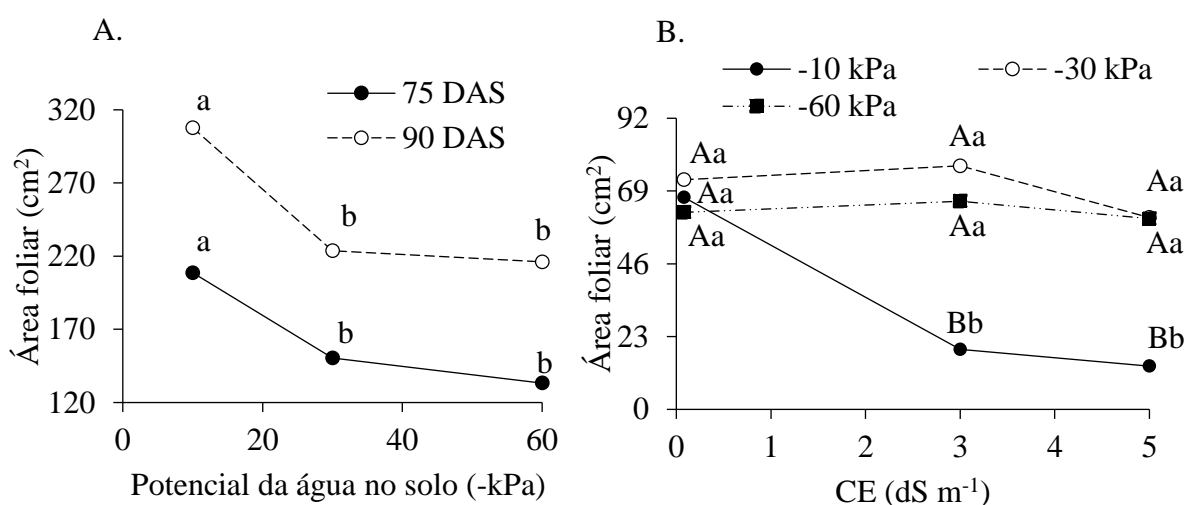 A.
75 DAS
90 DAS
Área foliar (cm²)
320
270
220
170
120
a
b
b
a
b
b
0
20
40
60
Potencial da água no solo (-kPa)
B.
-10 kPa
-30 kPa
-60 kPa
Área foliar (cm²)
92
69
46
23
0
Aa
Aa
Aa
Aa
Aa
Aa
Aa
Bb
Bb
0
1
2
3
4
5
CE (dS m⁻¹)